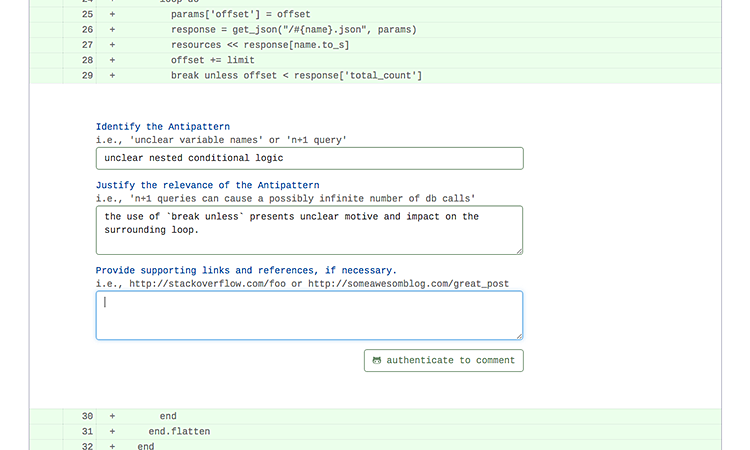 24 + loop do
25 + params['offset'] = offset
26 + response = get_json("/#{name}.json", params)
27 + resources << response[name.to_s]
28 + offset += limit
29 + break unless offset < response['total_count']
Identify the Antipattern
i.e., 'unclear variable names' or 'n+1 query'
unclear nested conditional logic
Justify the relevance of the Antipattern
i.e., 'n+1 queries can cause a possibly infinite number of db calls'
the use of `break unless` presents unclear motive and impact on the
surrounding loop.
Provide supporting links and references, if necessary.
i.e., http://stackoverflow.com/foo or http://someawesomblog.com/great_post
authenticate to comment
30 + end
31 + end.flatten
32 + end